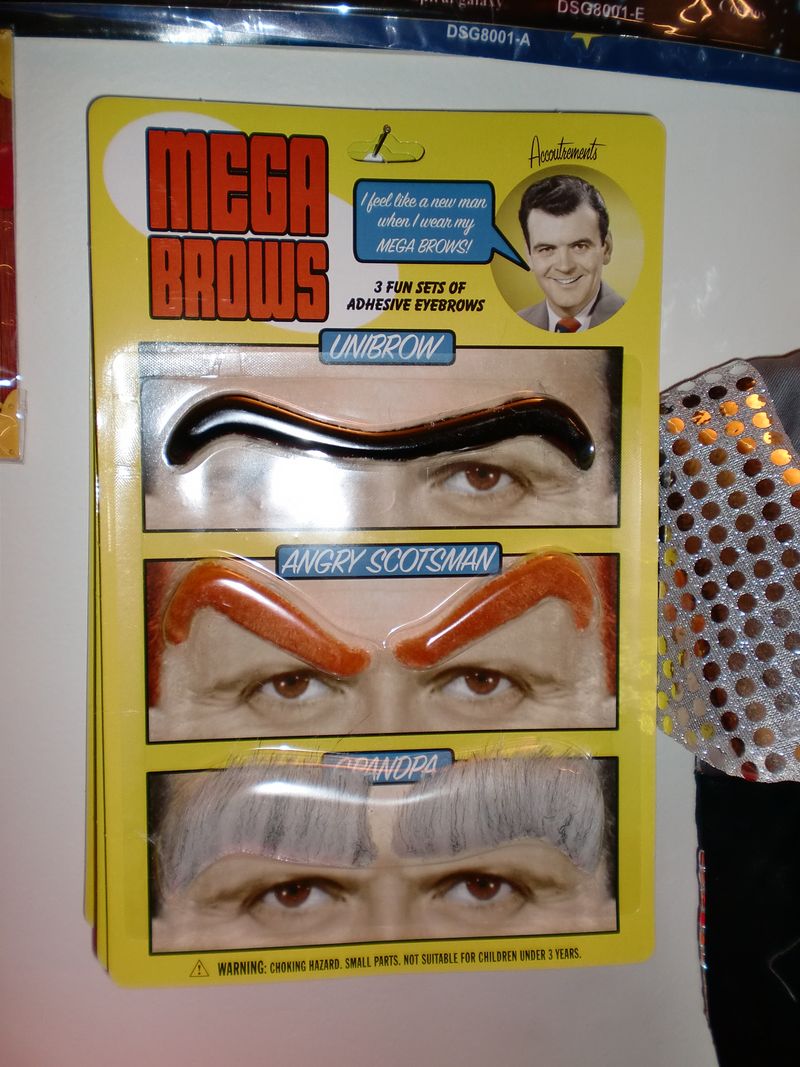 DSG8001-E
DSG8001-A
MEGA
BROWS
Accoutrements
I feel like a new man
when I wear my
MEGA BROWS!
3 FUN SETS OF
ADHESIVE EYEBROWS
UNIBROW
ANGRY SCOTSMAN
GRANDPA
WARNING: CHOKING HAZARD. SMALL PARTS. NOT SUITABLE FOR CHILDREN UNDER 3 YEARS.